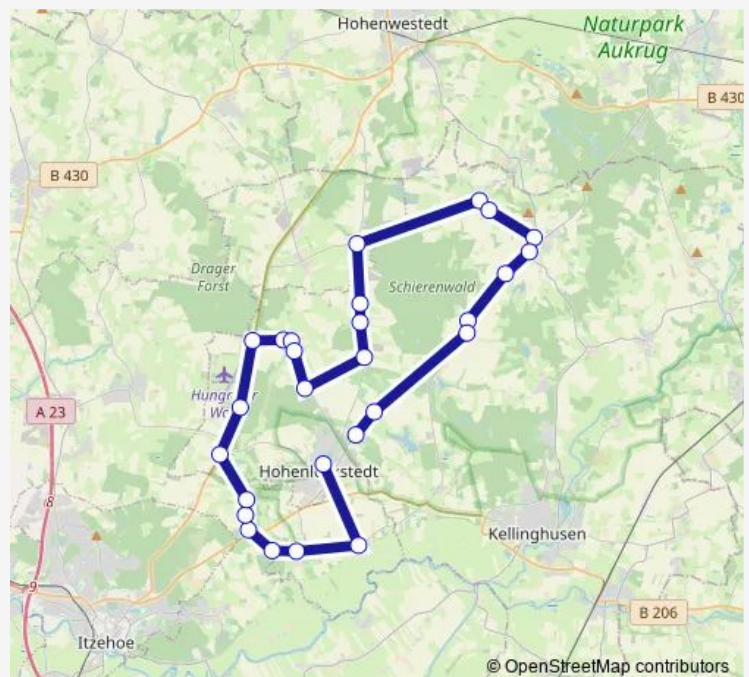 Hohenwestedt
Naturpark
Aukrug
B 430
B 430
Drager
Forst
Schierenwald
A 23
8
Hohenl
stedt
Kellinghusen
9
B 206
Itzehoe
© OpenStreetMap contributors